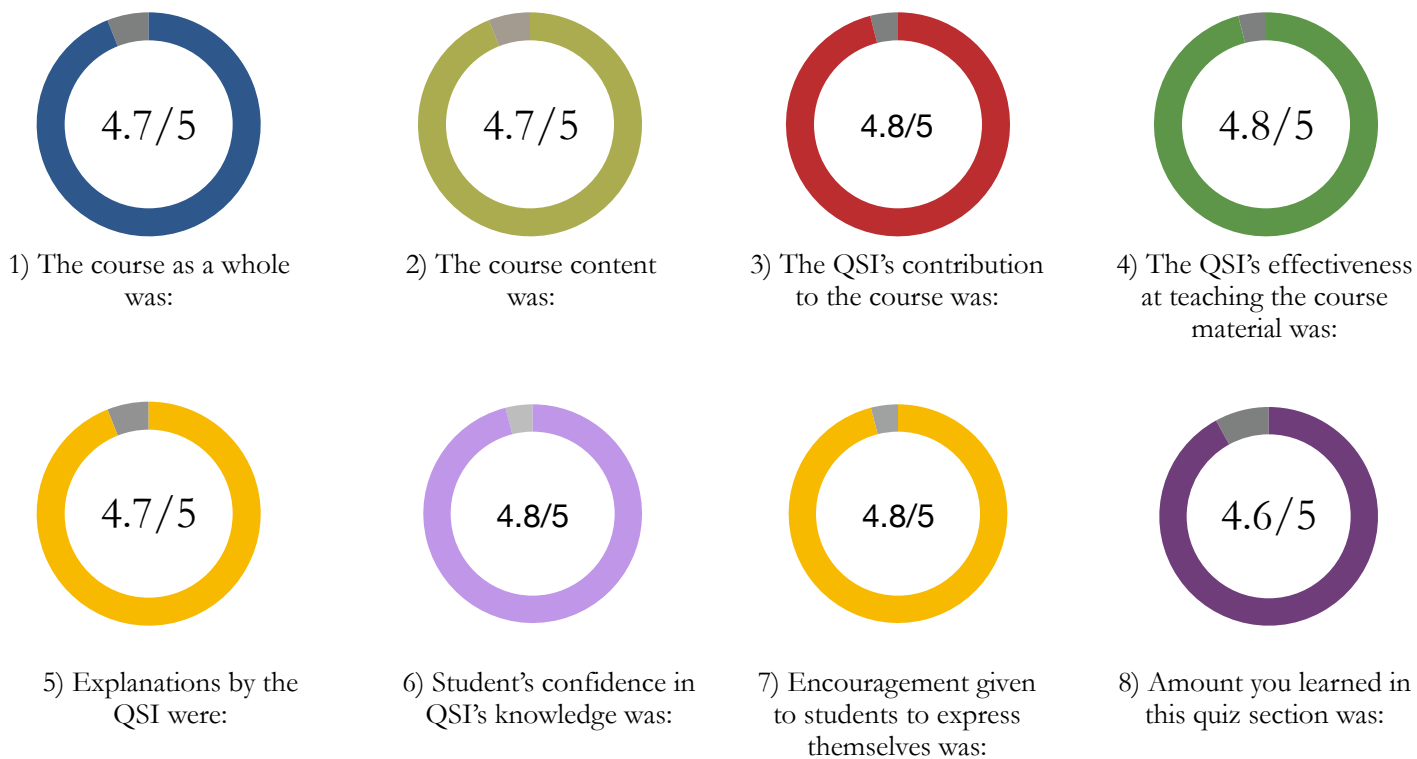 4.7/5
4.7/5
4.8/5
4.8/5
1) The course as a whole
was:
2) The course content
was:
3) The QSI’s contribution
to the course was:
4) The QSI’s effectiveness
at teaching the course
material was:
4.7/5
4.8/5
4.8/5
4.6/5
5) Explanations by the
QSI were:
6) Student’s confidence in
QSI’s knowledge was:
7) Encouragement given
to students to express
themselves was:
8) Amount you learned in
this quiz section was: